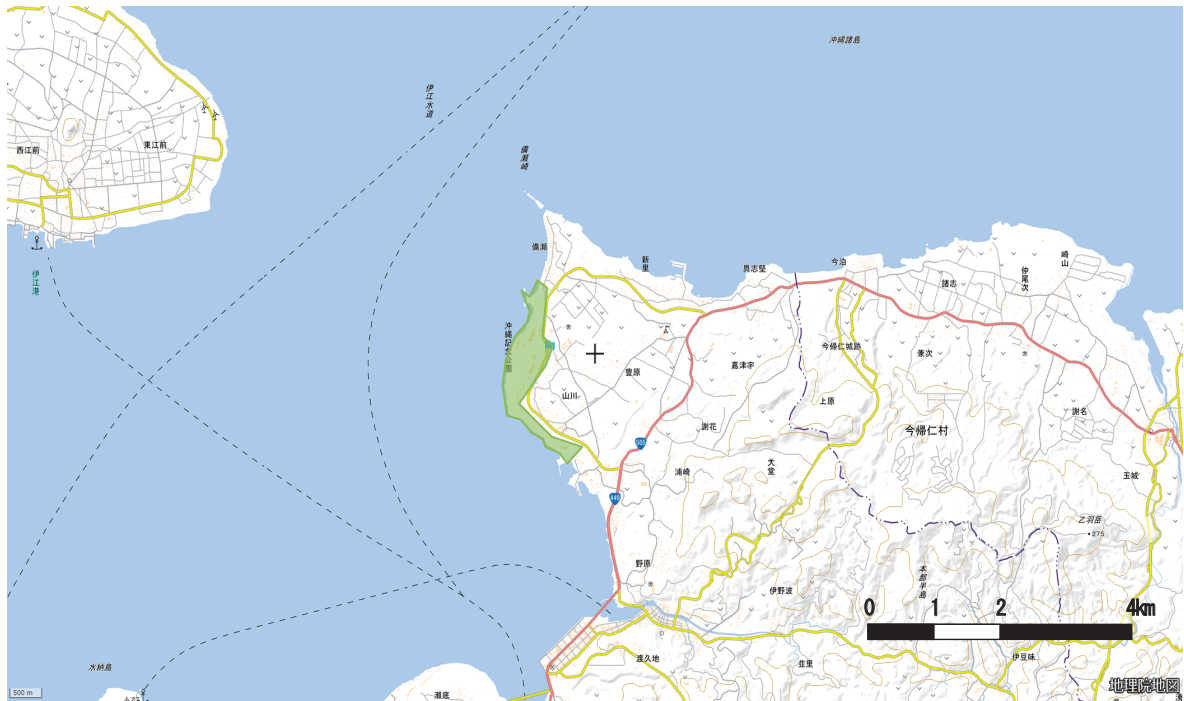 沖縄諸島
伊江水道
備瀬崎
西江前
東江前
伊江港
備瀬
新里
具志堅
今泊
諸志
仲尾次
崎山
沖縄記念公園
豊原
山川
嘉津宇
今帰仁城跡
兼次
上原
謝花
謝名
今帰仁村
505
浦崎
大堂
玉城
449
乙羽岳
・275
野原
本部半島
伊野波
0 1 2 4km
水納島
渡久地
並里
伊豆味
瀬底
500 m
地理院地図